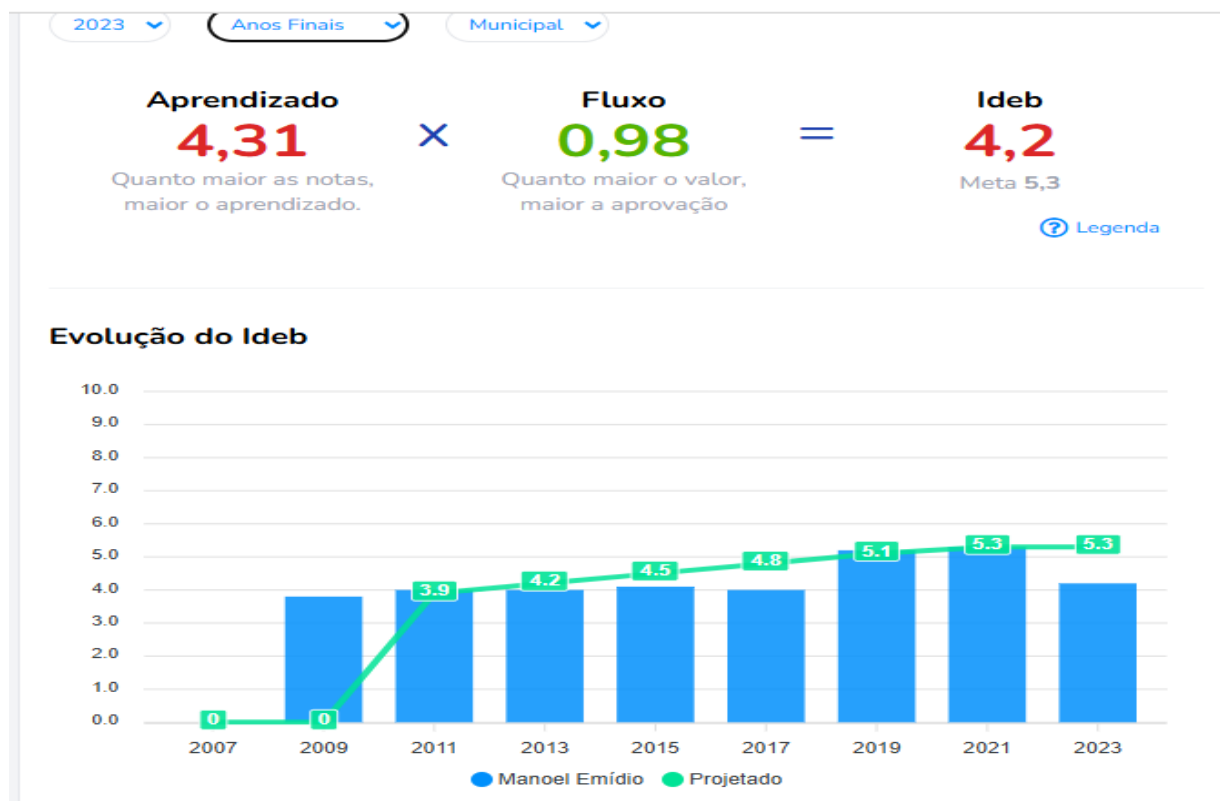 2023 Anos Finais Municipal
Aprendizado Fluxo Ideb
4,31 × 0,98 = 4,2
Quanto maior as notas, Quanto maior o valor, Meta 5,3
maior o aprendizado. maior a aprovação
? Legenda
Evolução do Ideb
10.0
9.0
8.0
7.0
6.0
5.0
4.0
3.0
2.0
1.0
0.0
0 0 3.9 4.2 4.5 4.8 5.1 5.3 5.3
2007 2009 2011 2013 2015 2017 2019 2021 2023
Manoel Emídio Projetado